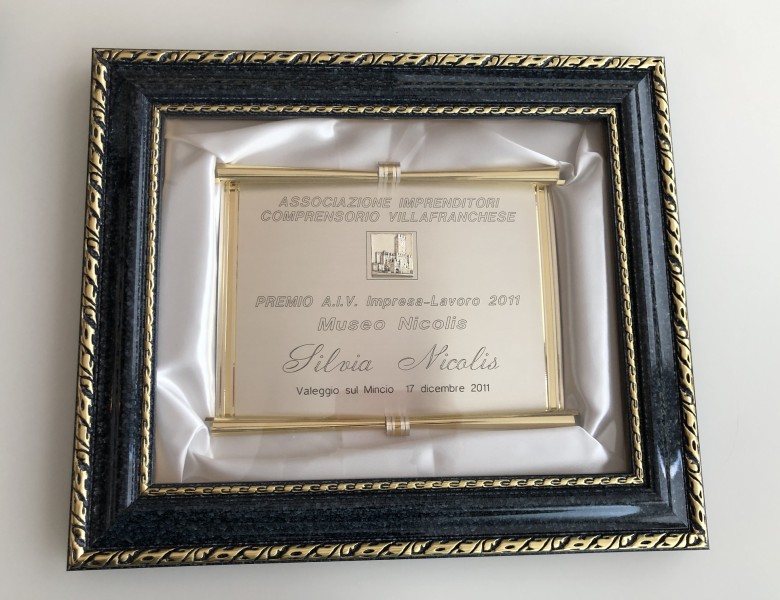 ASSOCIAZIONE IMPRENDITORI
COMPRENSORIO VILLAFRANCHESE
PREMIO A.I.V. Impresa-Lavoro 2011
Museo Nicolis
Silvia Nicolis
Valeggio sul Mincio 17 dicembre 2011